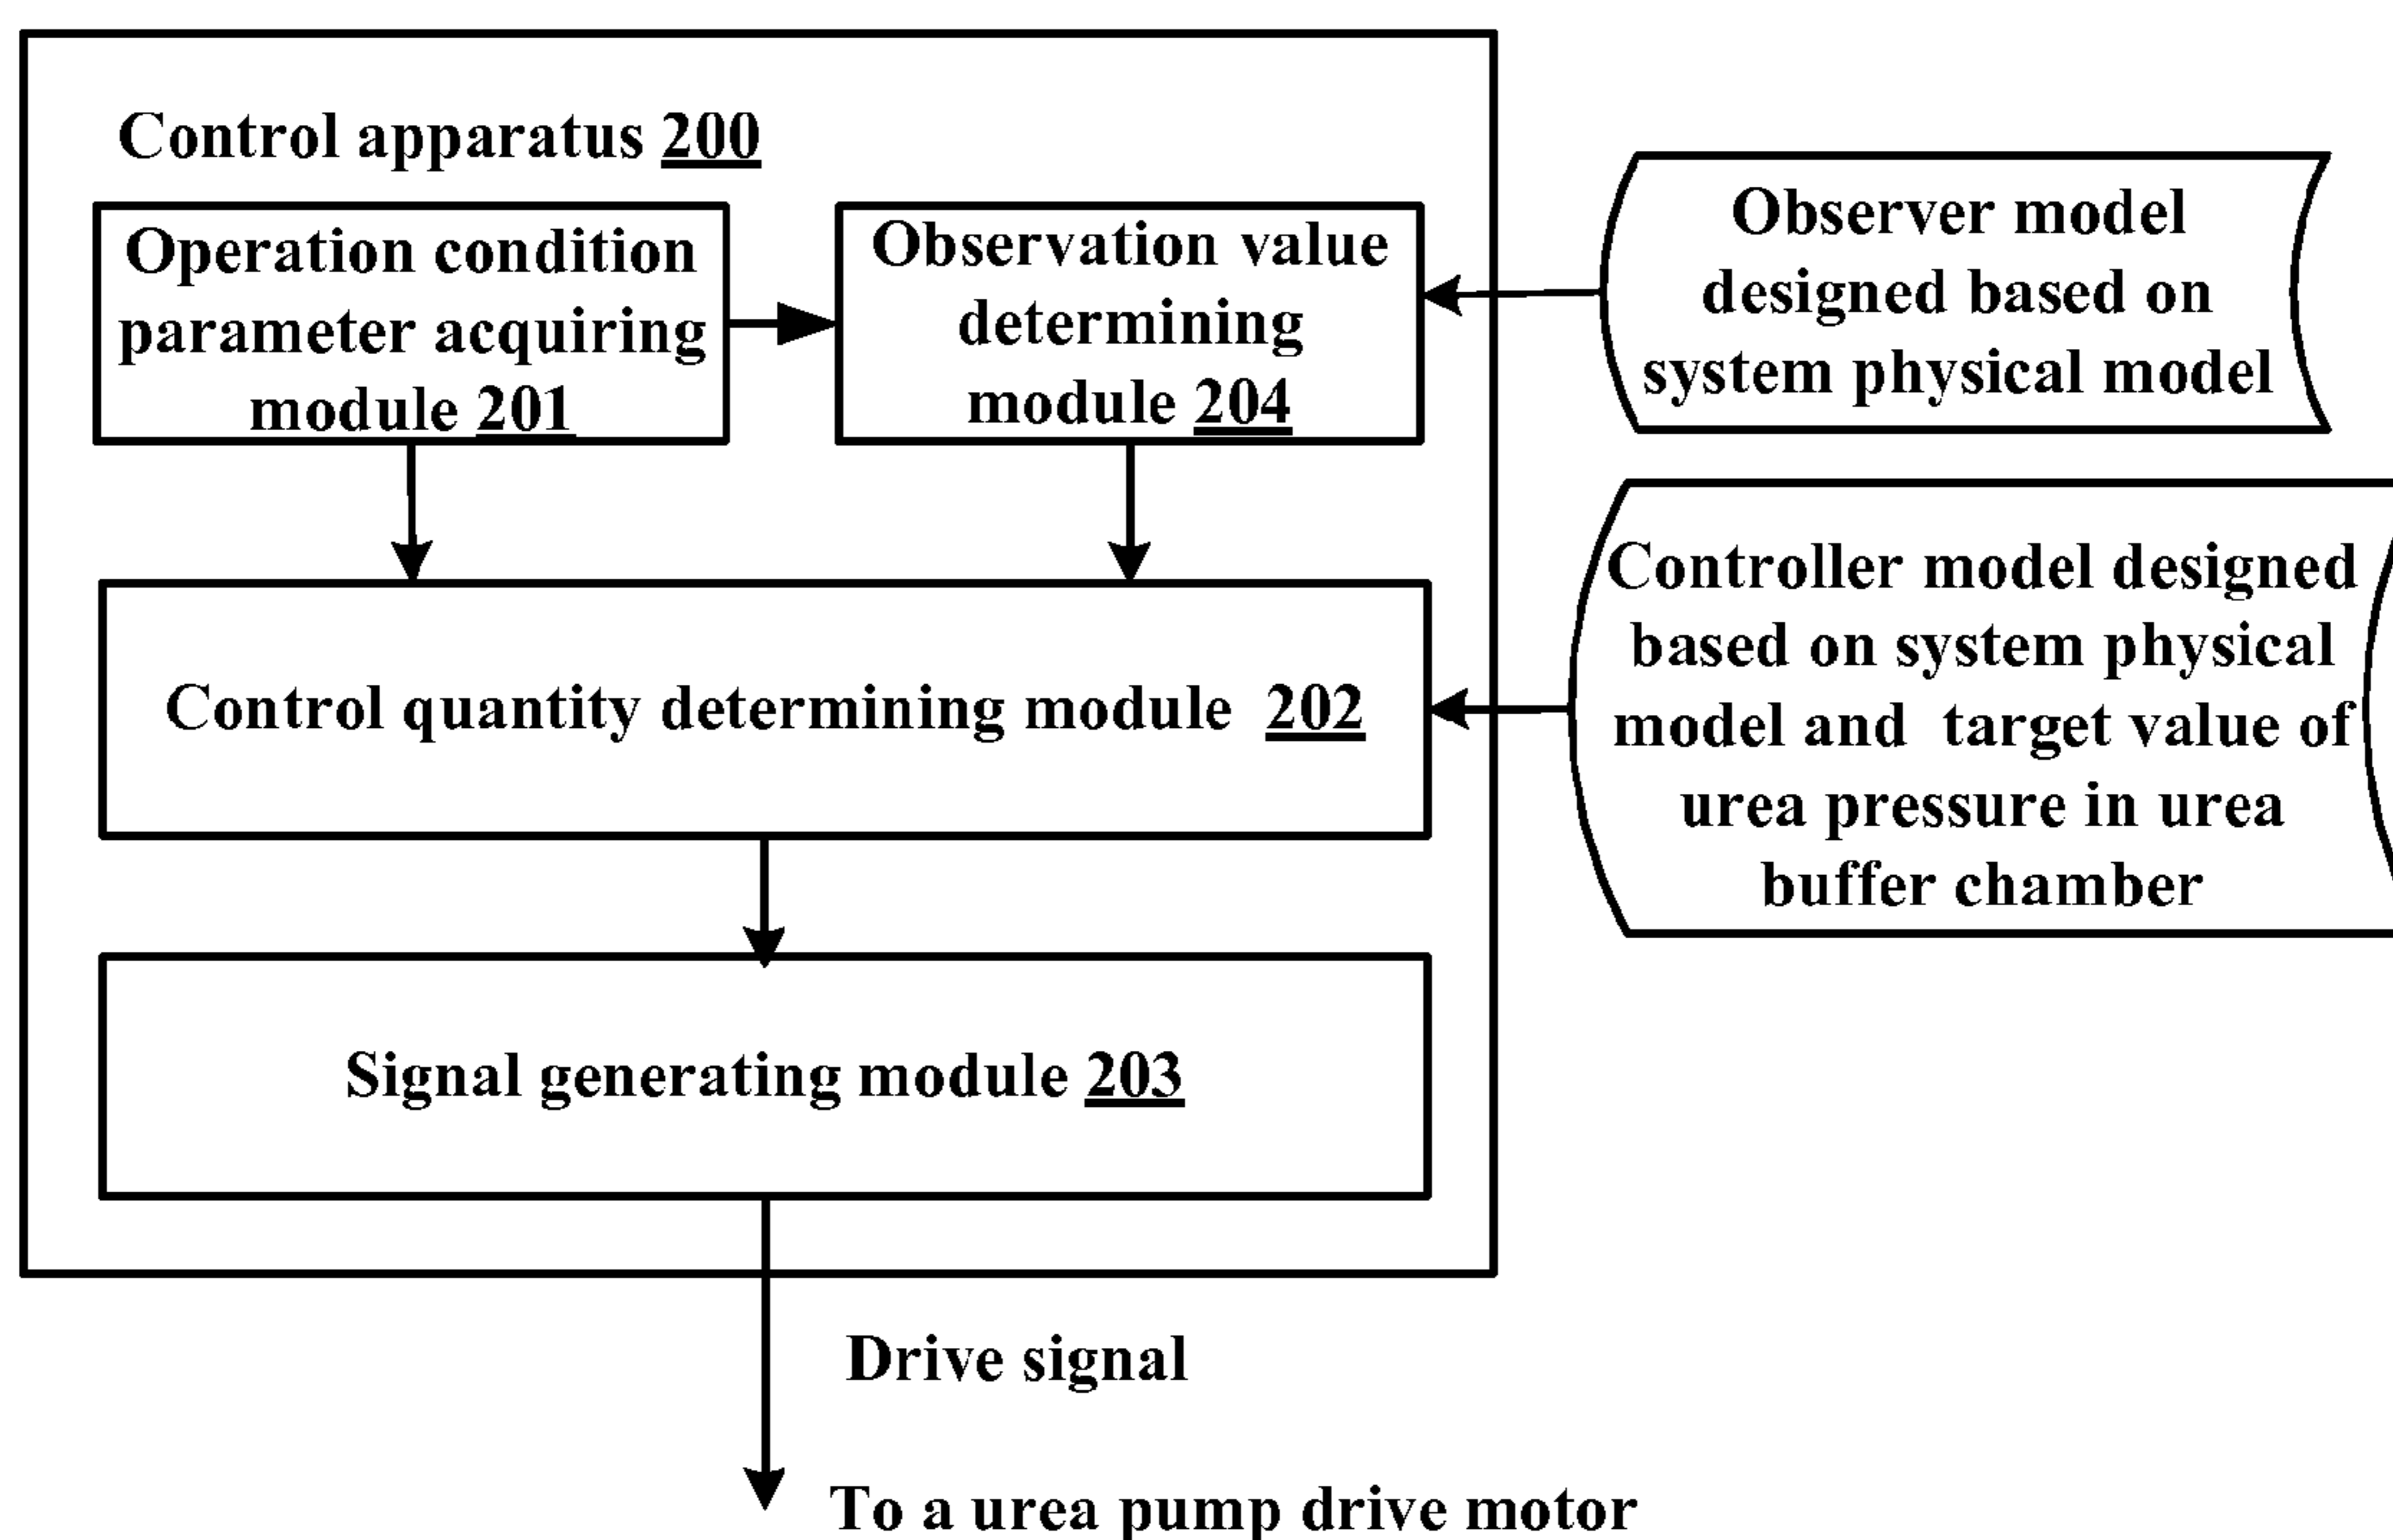 Control apparatus 200
Operation condition
parameter acquiring
module 201
Observation value
determining
module 204
Observer model
designed based on
system physical model
Control quantity determining module 202
Controller model designed
based on system physical
model and target value of
urea pressure in urea
buffer chamber
Signal generating module 203
Drive signal
To a urea pump drive motor